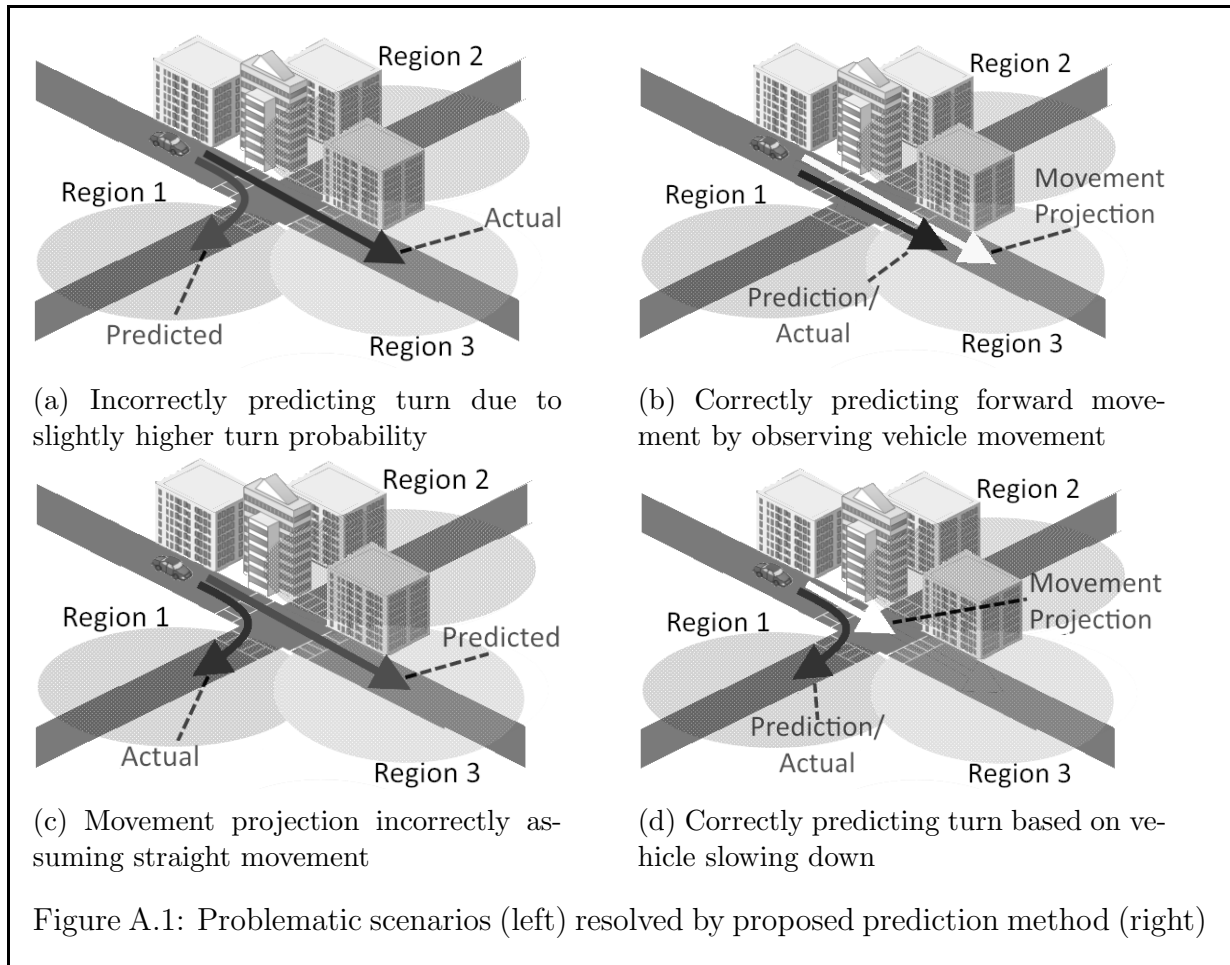 Region 2
Region 1
Actual
Predicted
Region 3
(a) Incorrectly predicting turn due to
slightly higher turn probability
Region 2
Movement
Projection
Region 1
Prediction/
Actual
Region 3
(b) Correctly predicting forward move-
ment by observing vehicle movement
Region 2
Region 1
Predicted
Actual
Region 3
(c) Movement projection incorrectly as-
suming straight movement
Region 2
Movement
Projection
Region 1
Prediction/
Actual
Region 3
(d) Correctly predicting turn based on ve-
hicle slowing down
Figure A.1: Problematic scenarios (left) resolved by proposed prediction method (right)